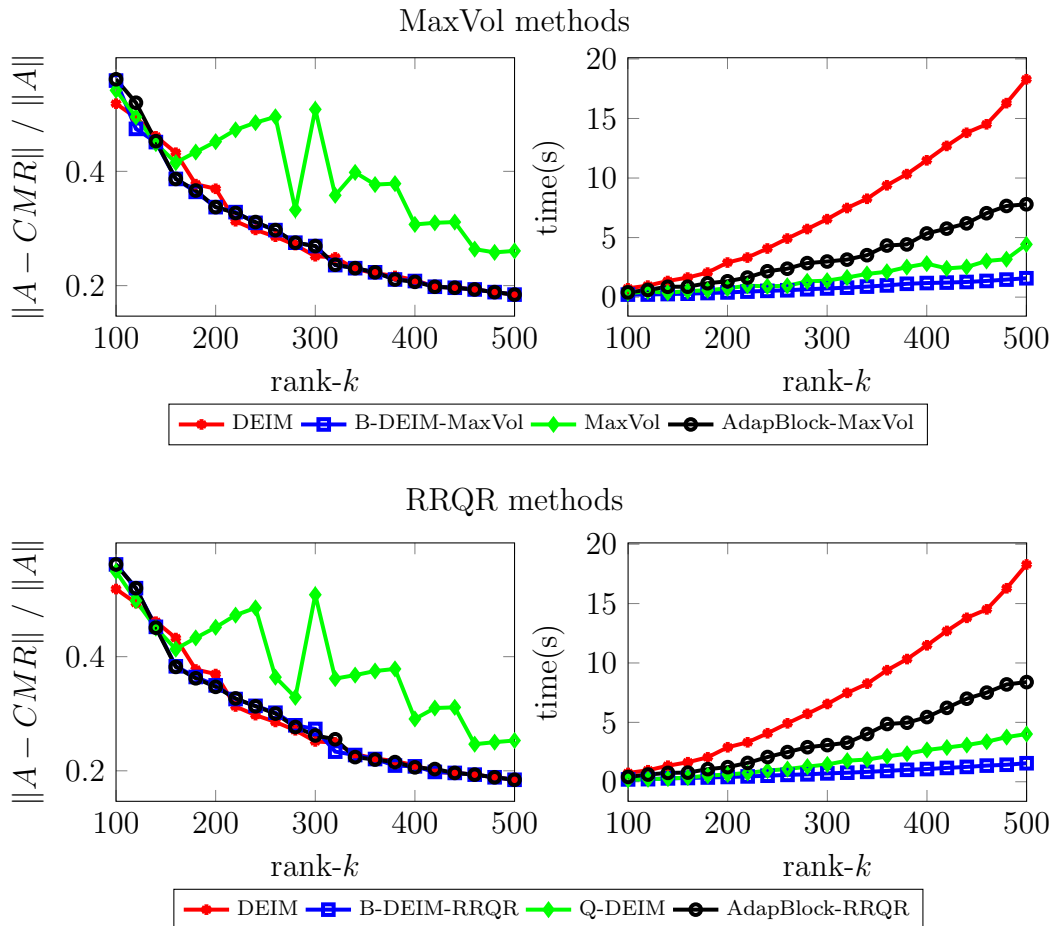 MaxVol methods
∥A − CMR∥ / ∥A∥
0.4
0.2
100 200 300 400 500
rank-k
time(s)
20
15
10
5
0
100 200 300 400 500
rank-k
DEIM B-DEIM-MaxVol MaxVol AdapBlock-MaxVol
RRQR methods
∥A − CMR∥ / ∥A∥
0.4
0.2
100 200 300 400 500
rank-k
time(s)
20
15
10
5
0
100 200 300 400 500
rank-k
DEIM B-DEIM-RRQR Q-DEIM AdapBlock-RRQR